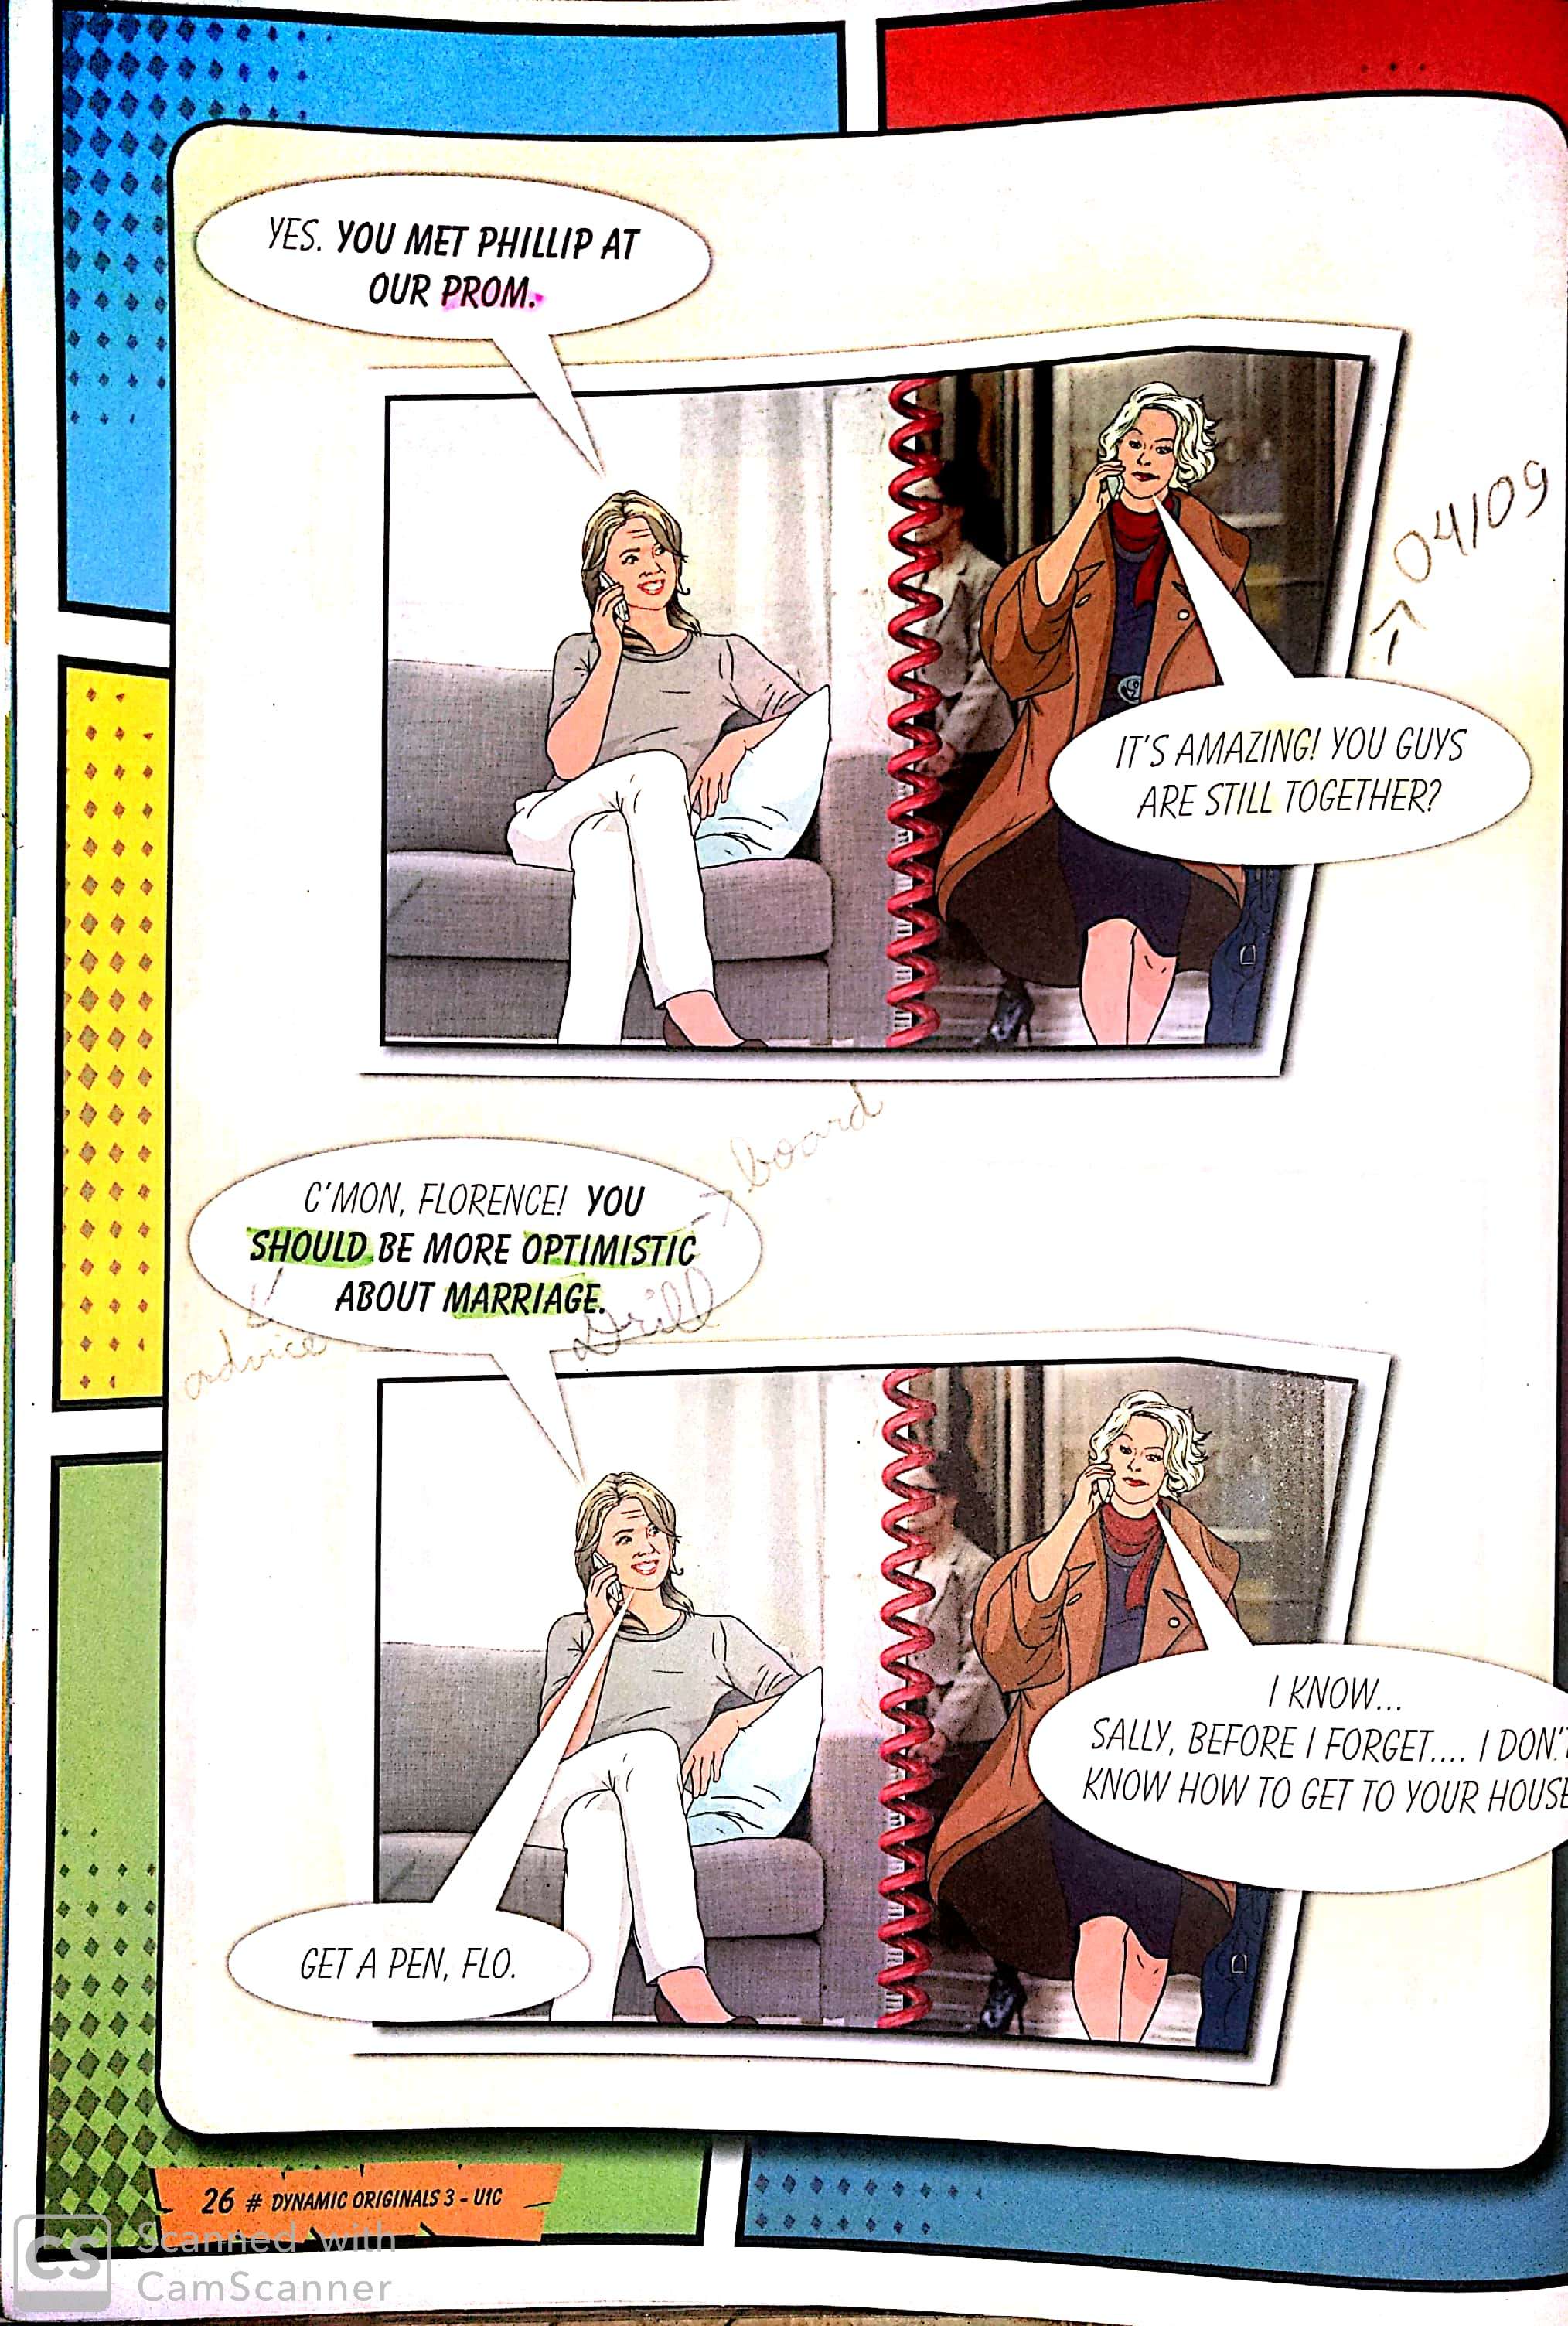 YES. YOU MET PHILLIP AT
OUR PROM.
04/09
IT'S AMAZING! YOU GUYS
ARE STILL TOGETHER?
board
C'MON, FLORENCE! YOU
SHOULD BE MORE OPTIMISTIC
ABOUT MARRIAGE.
Drill
advice
I KNOW...
SALLY, BEFORE I FORGET.... I DON'T
KNOW HOW TO GET TO YOUR HOUSE
GET A PEN, FLO.
26 # DYNAMIC ORIGINALS 3 - U1C
CS
Scanned with
CamScanner